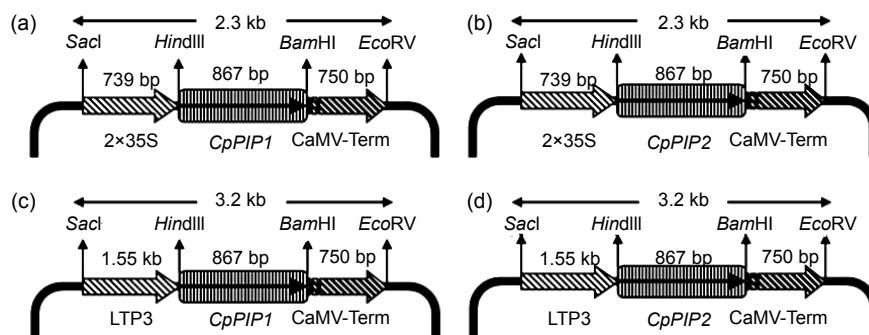 (a) 2.3 kb
SacI HindIII BamHI EcoRV
739 bp 867 bp 750 bp
2×35S CpPIP1 CaMV-Term
(b) 2.3 kb
SacI HindIII BamHI EcoRV
739 bp 867 bp 750 bp
2×35S CpPIP2 CaMV-Term
(c) 3.2 kb
SacI HindIII BamHI EcoRV
1.55 kb 867 bp 750 bp
LTP3 CpPIP1 CaMV-Term
(d) 3.2 kb
SacI HindIII BamHI EcoRV
1.55 kb 867 bp 750 bp
LTP3 CpPIP2 CaMV-Term